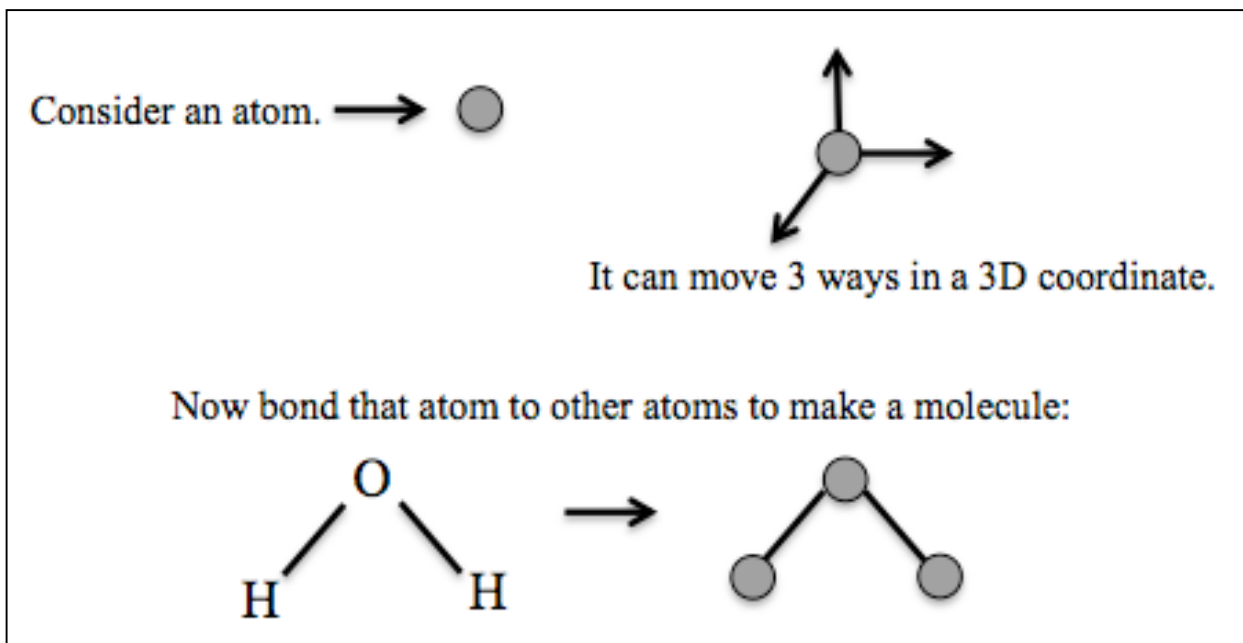 Consider an atom.
It can move 3 ways in a 3D coordinate.
Now bond that atom to other atoms to make a molecule:
O
H
H